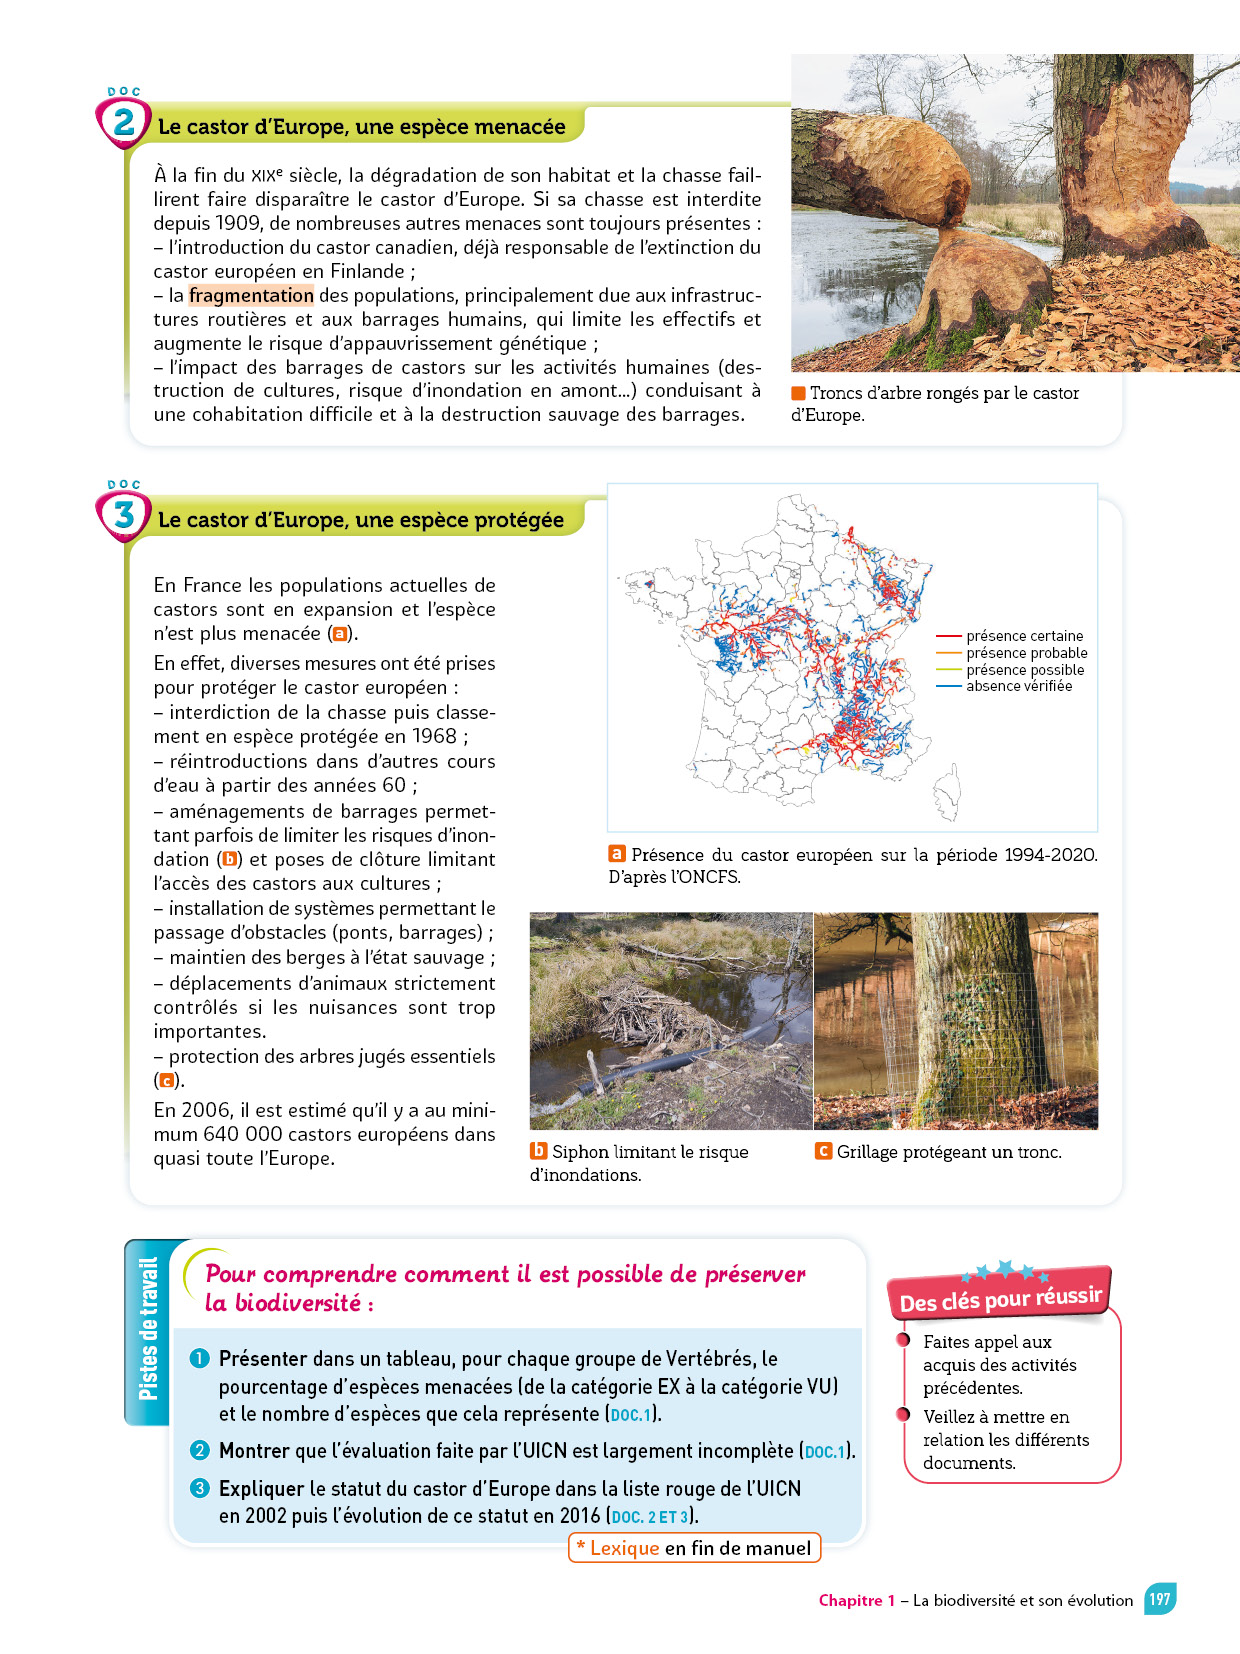 DOC
2
Le castor d'Europe, une espèce menacée
À la fin du XIXe siècle, la dégradation de son habitat et la chasse fail-
lirent faire disparaître le castor d'Europe. Si sa chasse est interdite
depuis 1909, de nombreuses autres menaces sont toujours présentes :
– l'introduction du castor canadien, déjà responsable de l'extinction du
castor européen en Finlande ;
– la fragmentation des populations, principalement due aux infrastruc-
tures routières et aux barrages humains, qui limite les effectifs et
augmente le risque d'appauvrissement génétique ;
– l'impact des barrages de castors sur les activités humaines (des-
truction de cultures, risque d'inondation en amont...) conduisant à
une cohabitation difficile et à la destruction sauvage des barrages.
Troncs d'arbre rongés par le castor
d'Europe.
DOC
3
Le castor d'Europe, une espèce protégée
En France les populations actuelles de
castors sont en expansion et l'espèce
n'est plus menacée (a).
En effet, diverses mesures ont été prises
pour protéger le castor européen :
– interdiction de la chasse puis classe-
ment en espèce protégée en 1968 ;
– réintroductions dans d'autres cours
d'eau à partir des années 60 ;
– aménagements de barrages permet-
tant parfois de limiter les risques d'inon-
dation (b) et poses de clôture limitant
l'accès des castors aux cultures ;
– installation de systèmes permettant le
passage d'obstacles (ponts, barrages) ;
– maintien des berges à l'état sauvage ;
– déplacements d'animaux strictement
contrôlés si les nuisances sont trop
importantes.
– protection des arbres jugés essentiels
(c).
En 2006, il est estimé qu'il y a au mini-
mum 640 000 castors européens dans
quasi toute l'Europe.
présence certaine
présence probable
présence possible
absence vérifiée
a Présence du castor européen sur la période 1994-2020.
D'après l'ONCFS.
b Siphon limitant le risque
d'inondations.
c Grillage protégeant un tronc.
Pistes de travail
Pour comprendre comment il est possible de préserver
la biodiversité :
1 Présenter dans un tableau, pour chaque groupe de Vertébrés, le
pourcentage d'espèces menacées (de la catégorie EX à la catégorie VU)
et le nombre d'espèces que cela représente (DOC.1).
2 Montrer que l'évaluation faite par l'UICN est largement incomplète (DOC.1).
3 Expliquer le statut du castor d'Europe dans la liste rouge de l'UICN
en 2002 puis l'évolution de ce statut en 2016 (DOC. 2 ET 3).
* Lexique en fin de manuel
Des clés pour réussir
Faites appel aux
acquis des activités
précédentes.
Veillez à mettre en
relation les différents
documents.
Chapitre 1 – La biodiversité et son évolution 197